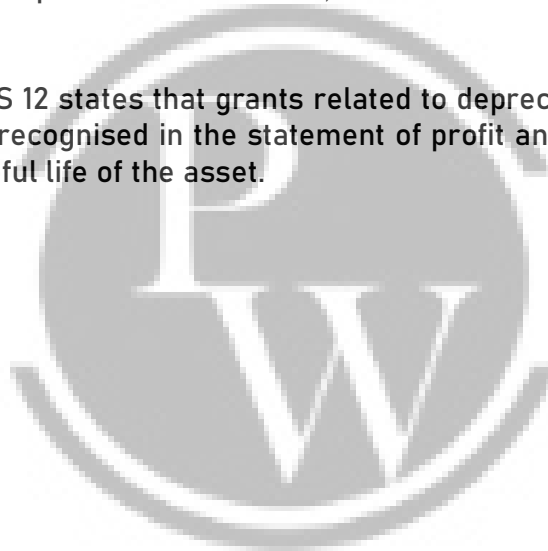 S 12 states that grants related to deprec
recognised in the statement of profit an
ful life of the asset.
PW